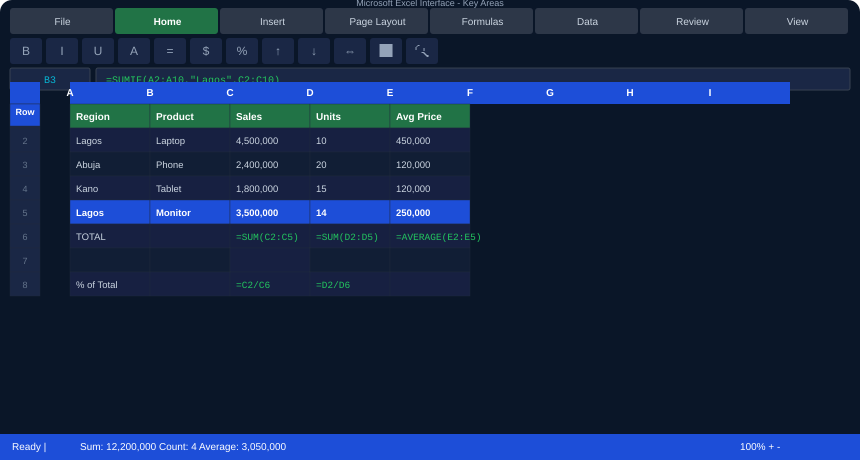 Microsoft Excel Interface - Key Areas
File Home Insert Page Layout Formulas Data Review View
B I U A = $ % ↑ ↓ ⇔
B3 =SUMIF(A2:A10,"Lagos",C2:C10)
A B C D E F G H I
Row Region Product Sales Units Avg Price
2 Lagos Laptop 4,500,000 10 450,000
3 Abuja Phone 2,400,000 20 120,000
4 Kano Tablet 1,800,000 15 120,000
5 Lagos Monitor 3,500,000 14 250,000
6 TOTAL =SUM(C2:C5) =SUM(D2:D5) =AVERAGE(E2:E5)
7
8 % of Total =C2/C6 =D2/D6
Ready | Sum: 12,200,000 Count: 4 Average: 3,050,000 100% + -